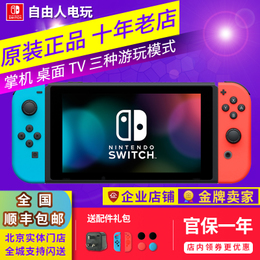 自由人电玩
原装正品 十年老店
掌机 桌面 TV 三种游玩模式
NINTENDO
SWITCH
企业店铺 金牌卖家
全国
顺丰包邮
送配件礼包
官保一年
北京实体门店
全城支持闪送
店内领券更优惠